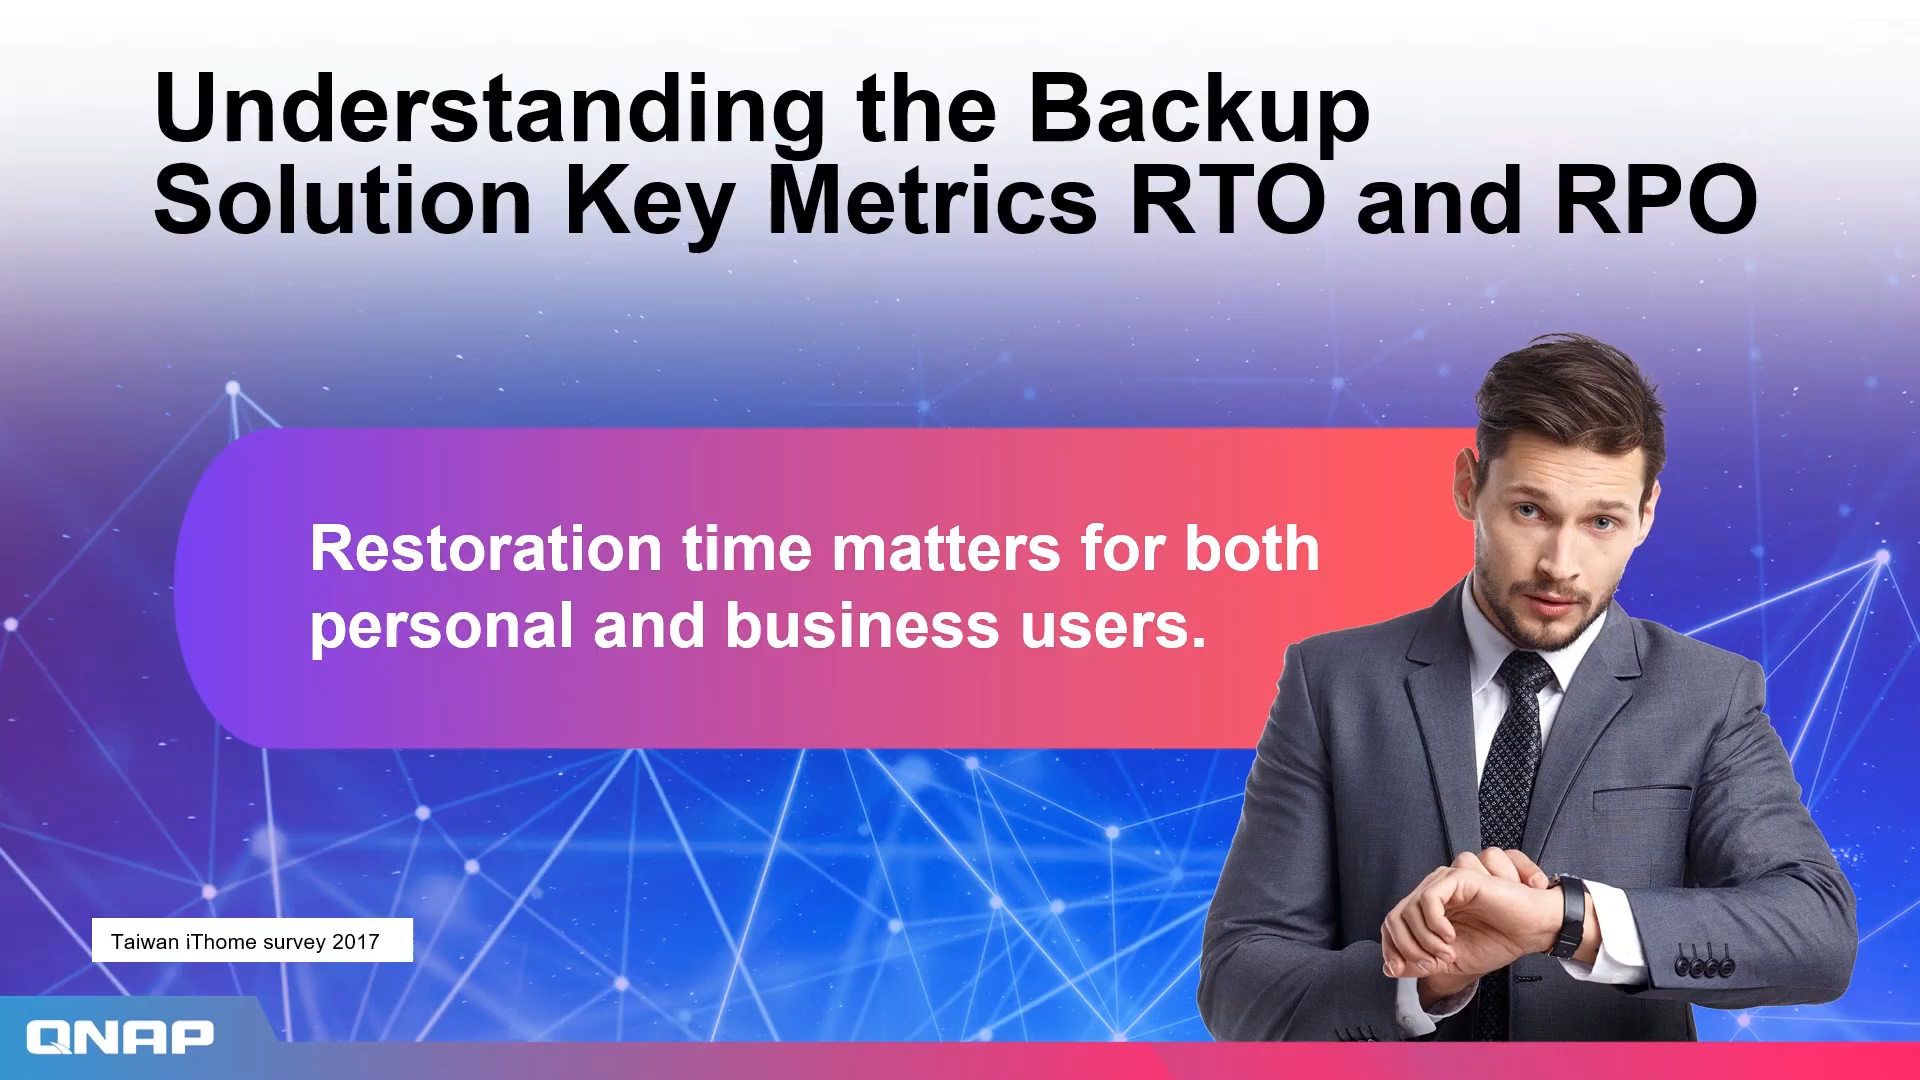 Understanding the Backup
Solution Key Metrics RTO and RPO
Restoration time matters for both
personal and business users.
Taiwan iThome survey 2017
QNAP